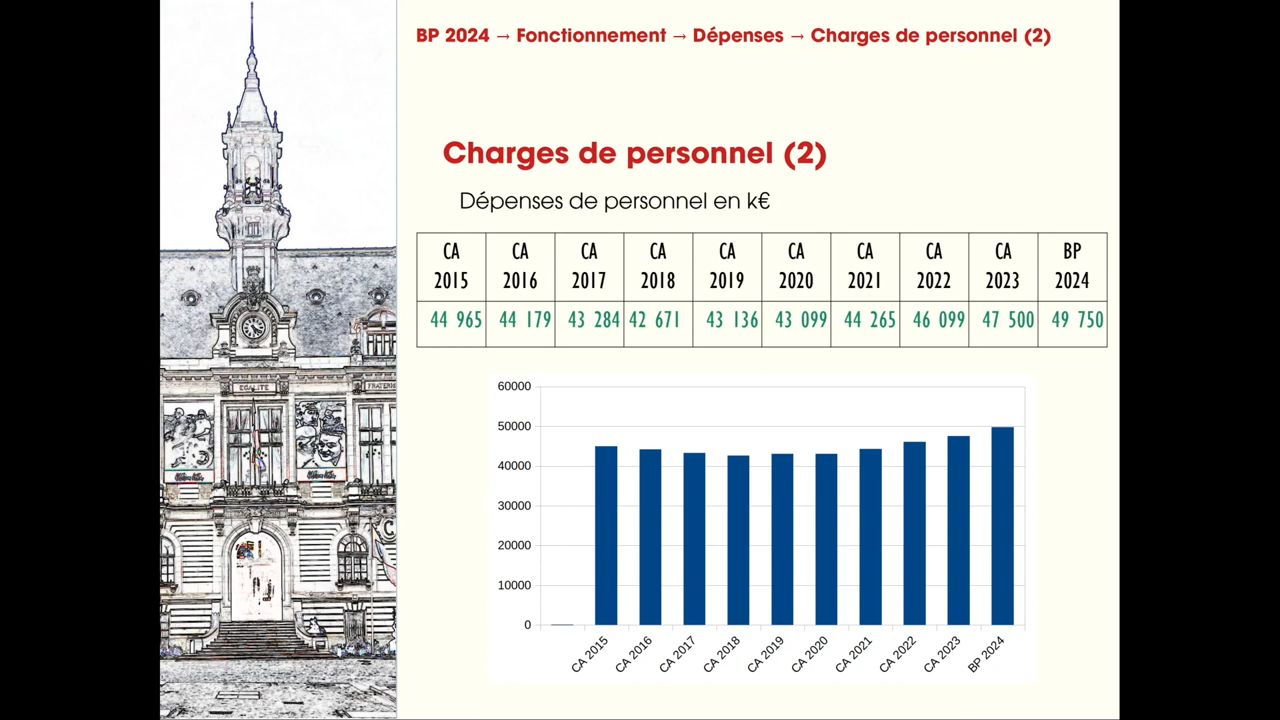 BP 2024 → Fonctionnement → Dépenses → Charges de personnel (2)
Charges de personnel (2)
Dépenses de personnel en k€
CA 2015 CA 2016 CA 2017 CA 2018 CA 2019 CA 2020 CA 2021 CA 2022 CA 2023 BP 2024
44 965 44 179 43 284 42 671 43 136 43 099 44 265 46 099 47 500 49 750
60000
50000
40000
30000
20000
10000
0
CA 2015 CA 2016 CA 2017 CA 2018 CA 2019 CA 2020 CA 2021 CA 2022 CA 2023 BP 2024
EGALITE